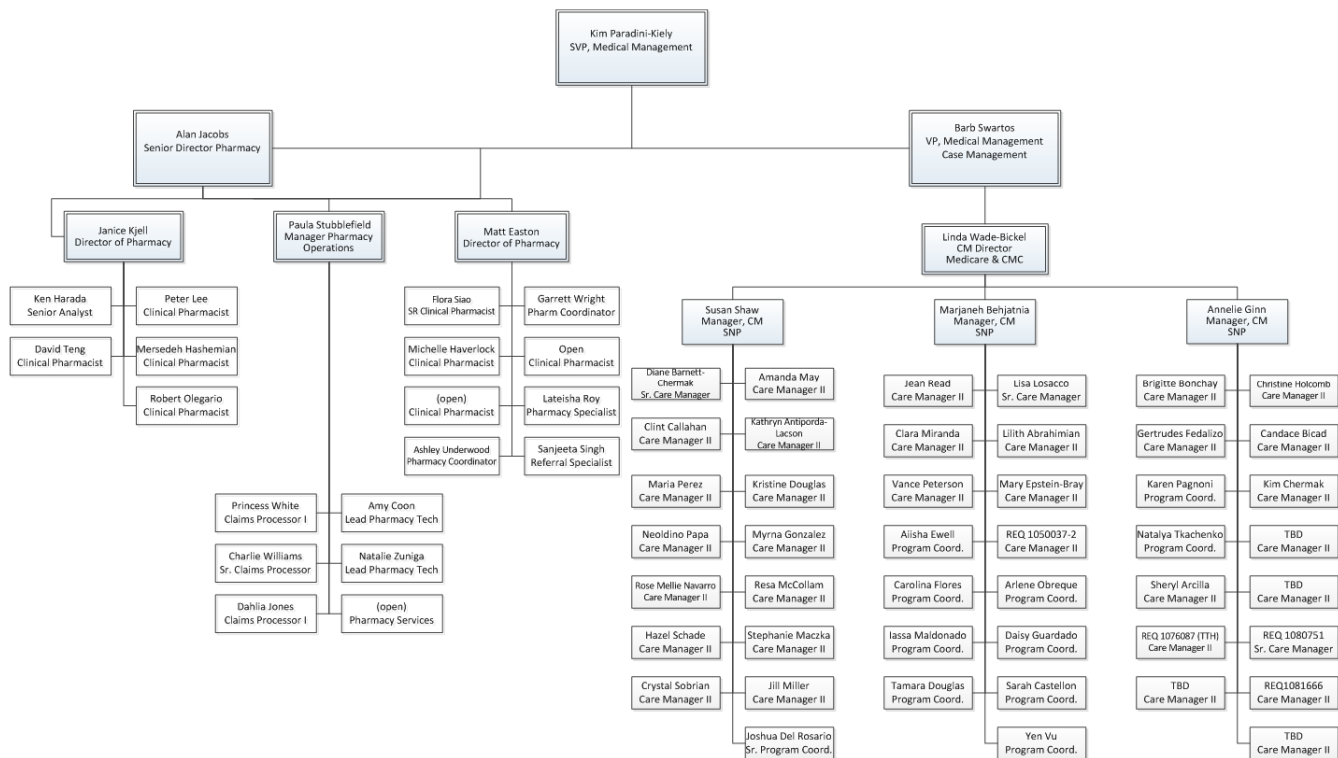 Kim Paradini-Kiely
SVP, Medical Management
Alan Jacobs
Senior Director Pharmacy
Barb Swartos
VP, Medical Management
Case Management
Janice Kjell
Director of Pharmacy
Paula Stubblefield
Manager Pharmacy
Operations
Matt Easton
Director of Pharmacy
Linda Wade-Bickel
CM Director
Medicare & CMC
Ken Harada
Senior Analyst
Peter Lee
Clinical Pharmacist
David Teng
Clinical Pharmacist
Mersedeh Hashemian
Clinical Pharmacist
Robert Olegario
Clinical Pharmacist
Princess White
Claims Processor I
Amy Coon
Lead Pharmacy Tech
Charlie Williams
Sr. Claims Processor
Natalie Zuniga
Lead Pharmacy Tech
Dahlia Jones
Claims Processor I
(open)
Pharmacy Services
Flora Siao
SR Clinical Pharmacist
Garrett Wright
Pharm Coordinator
Michelle Haverlock
Clinical Pharmacist
Open
Clinical Pharmacist
(open)
Clinical Pharmacist
Lateisha Roy
Pharmacy Specialist
Ashley Underwood
Pharmacy Coordinator
Sanjeeta Singh
Referral Specialist
Susan Shaw
Manager, CM
SNP
Diane Barnett-
Chermak
Sr. Care Manager
Amanda May
Care Manager II
Clint Callahan
Care Manager II
Kathryn Antiporda-
Lacson
Care Manager II
Maria Perez
Care Manager II
Kristine Douglas
Care Manager II
Neoldino Papa
Care Manager II
Myrna Gonzalez
Care Manager II
Rose Mellie Navarro
Care Manager II
Resa McCollam
Care Manager II
Hazel Schade
Care Manager II
Stephanie Maczka
Care Manager II
Crystal Sobrian
Care Manager II
Jill Miller
Care Manager II
Joshua Del Rosario
Sr. Program Coord.
Marjaneh Behjatnia
Manager, CM
SNP
Jean Read
Care Manager II
Lisa Losacco
Sr. Care Manager
Clara Miranda
Care Manager II
Lilith Abrahimian
Care Manager II
Vance Peterson
Care Manager II
Mary Epstein-Bray
Care Manager II
Aiisha Ewell
Program Coord.
REQ 1050037-2
Care Manager II
Carolina Flores
Program Coord.
Arlene Obreque
Program Coord.
Iassa Maldonado
Program Coord.
Daisy Guardado
Program Coord.
Tamara Douglas
Program Coord.
Sarah Castellon
Program Coord.
Yen Vu
Program Coord.
Annelie Ginn
Manager, CM
SNP
Brigitte Bonchay
Care Manager II
Christine Holcomb
Care Manager II
Gertrudes Fedalizo
Care Manager II
Candace Bicad
Care Manager II
Karen Pagnoni
Program Coord.
Kim Chermak
Care Manager II
Natalya Tkachenko
Program Coord.
TBD
Care Manager II
Sheryl Arcilla
Care Manager II
TBD
Care Manager II
REQ 1076087 (TTH)
Care Manager II
REQ 1080751
Sr. Care Manager
TBD
Care Manager II
REQ1081666
Care Manager II
TBD
Care Manager II